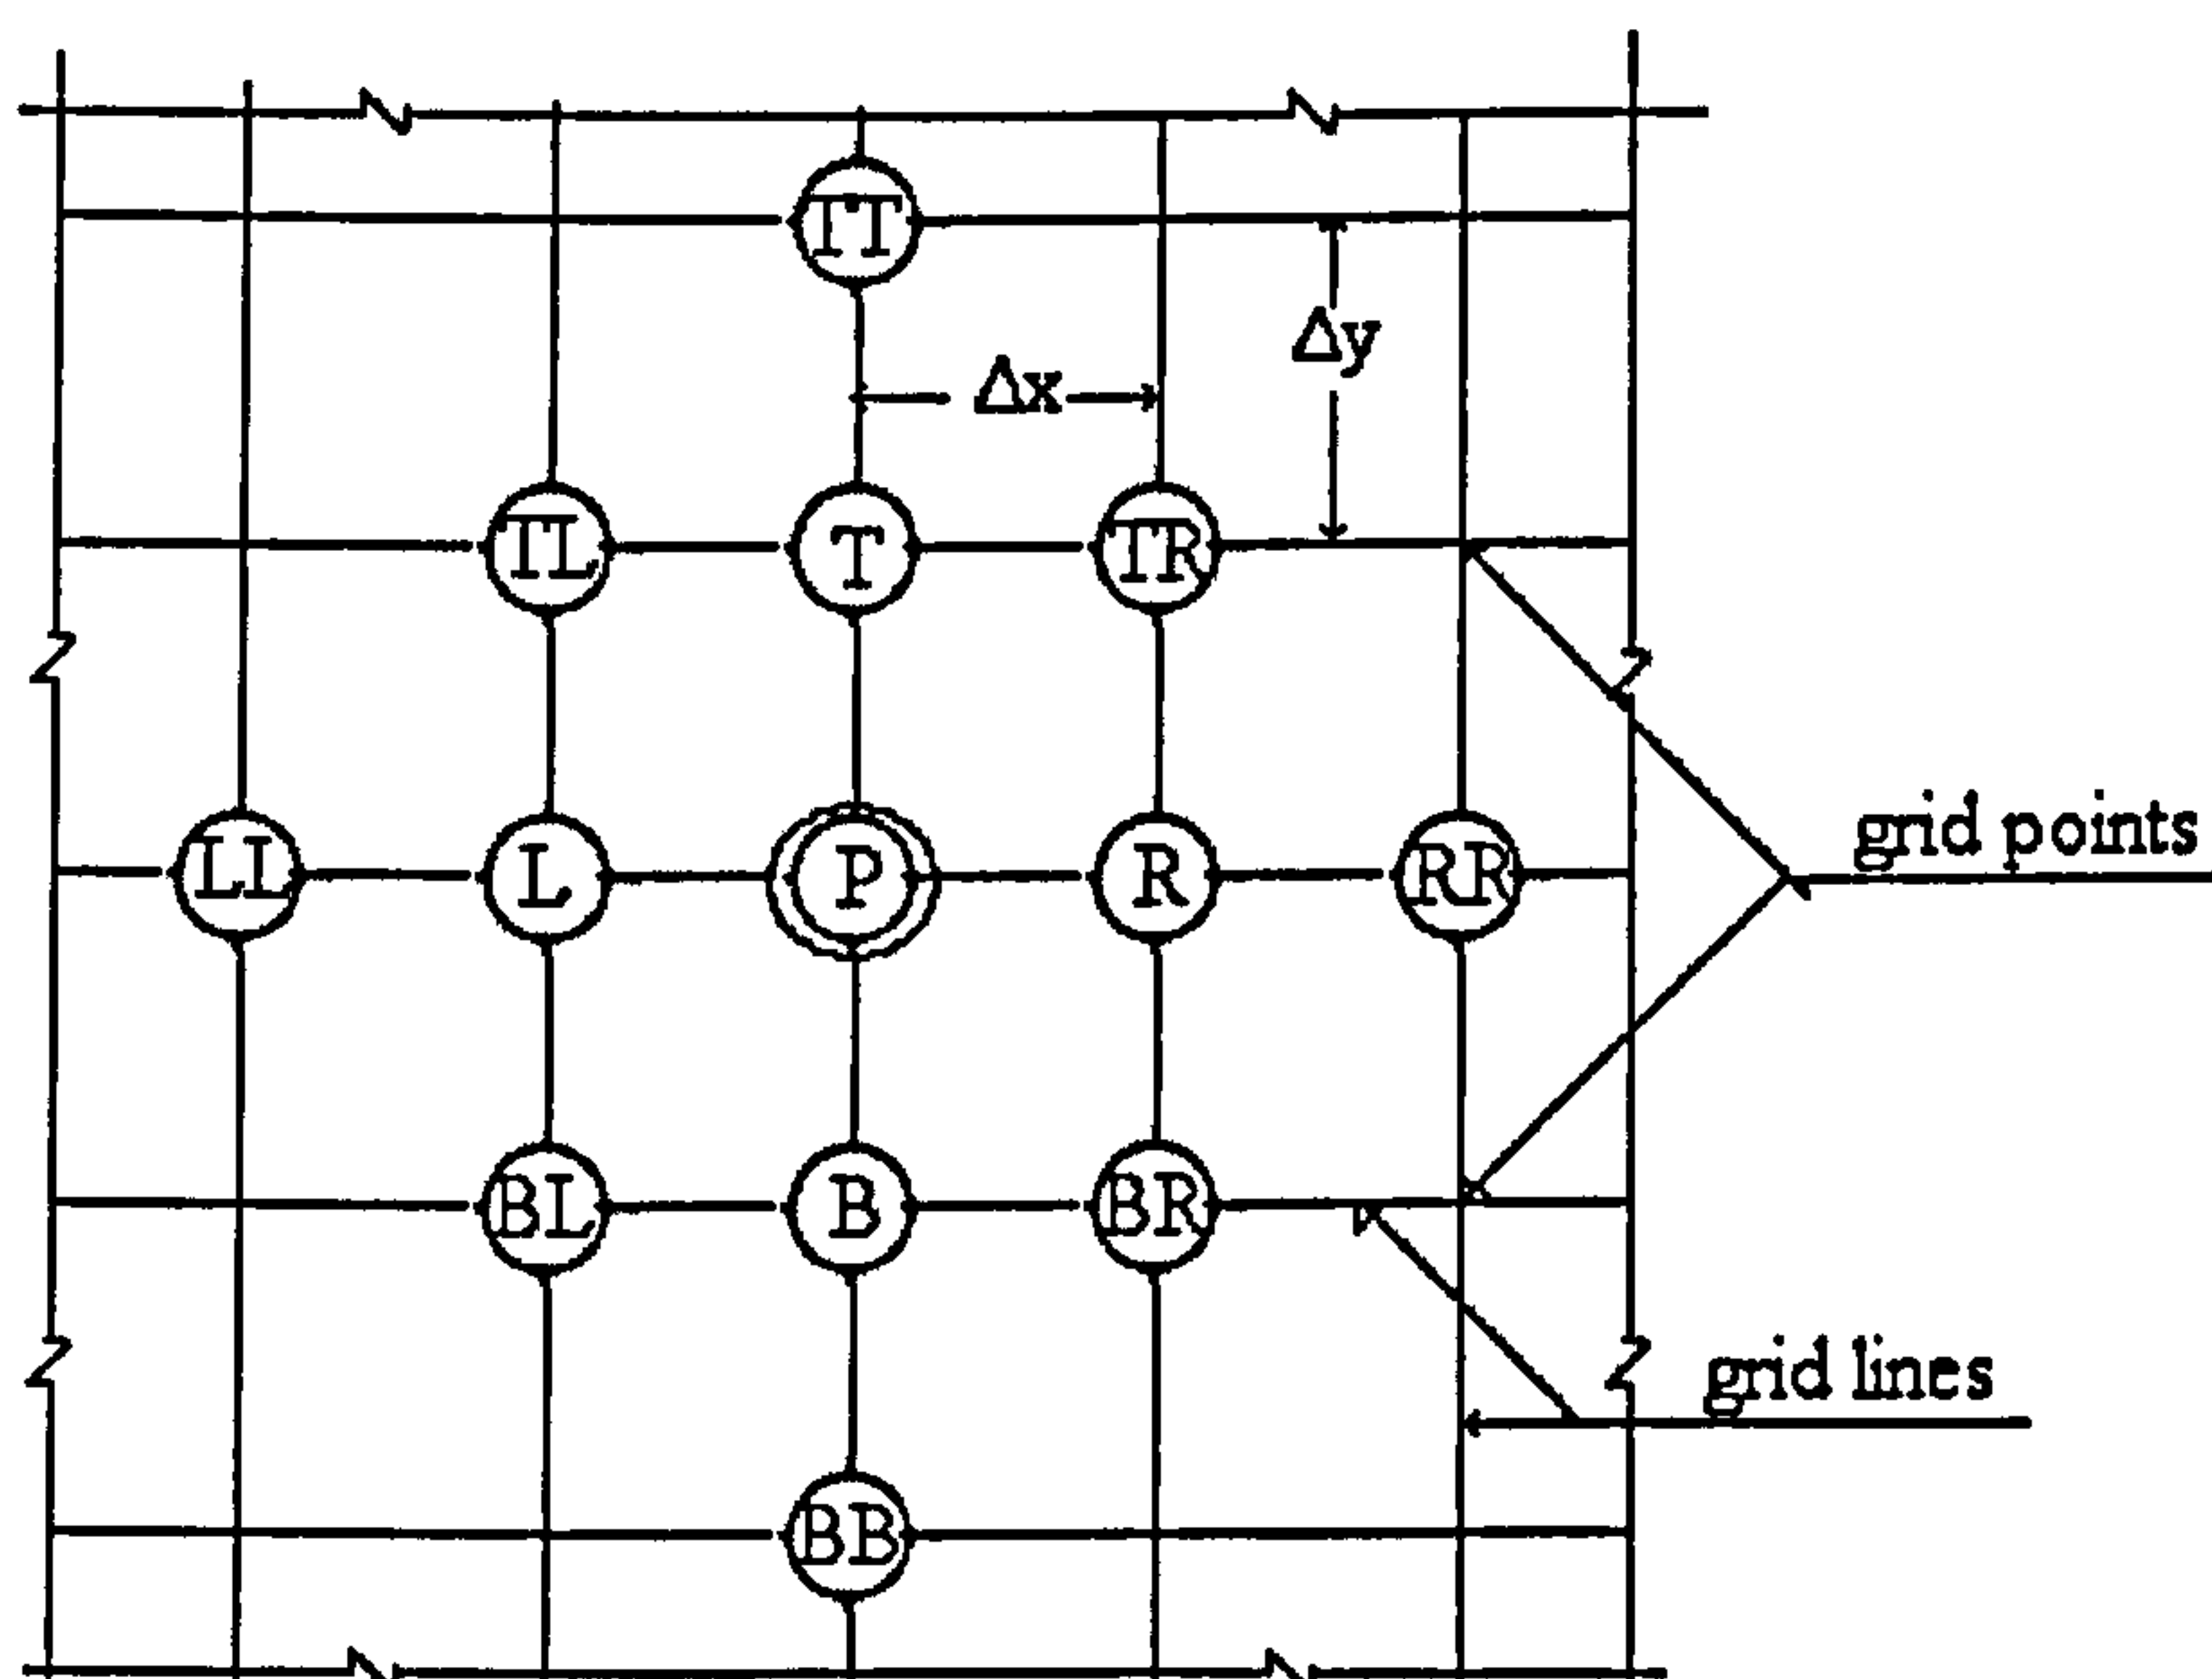 TT
Δy
Δx
TL T TR
grid points
LL L P R RR
BL B BR
grid lines
BB